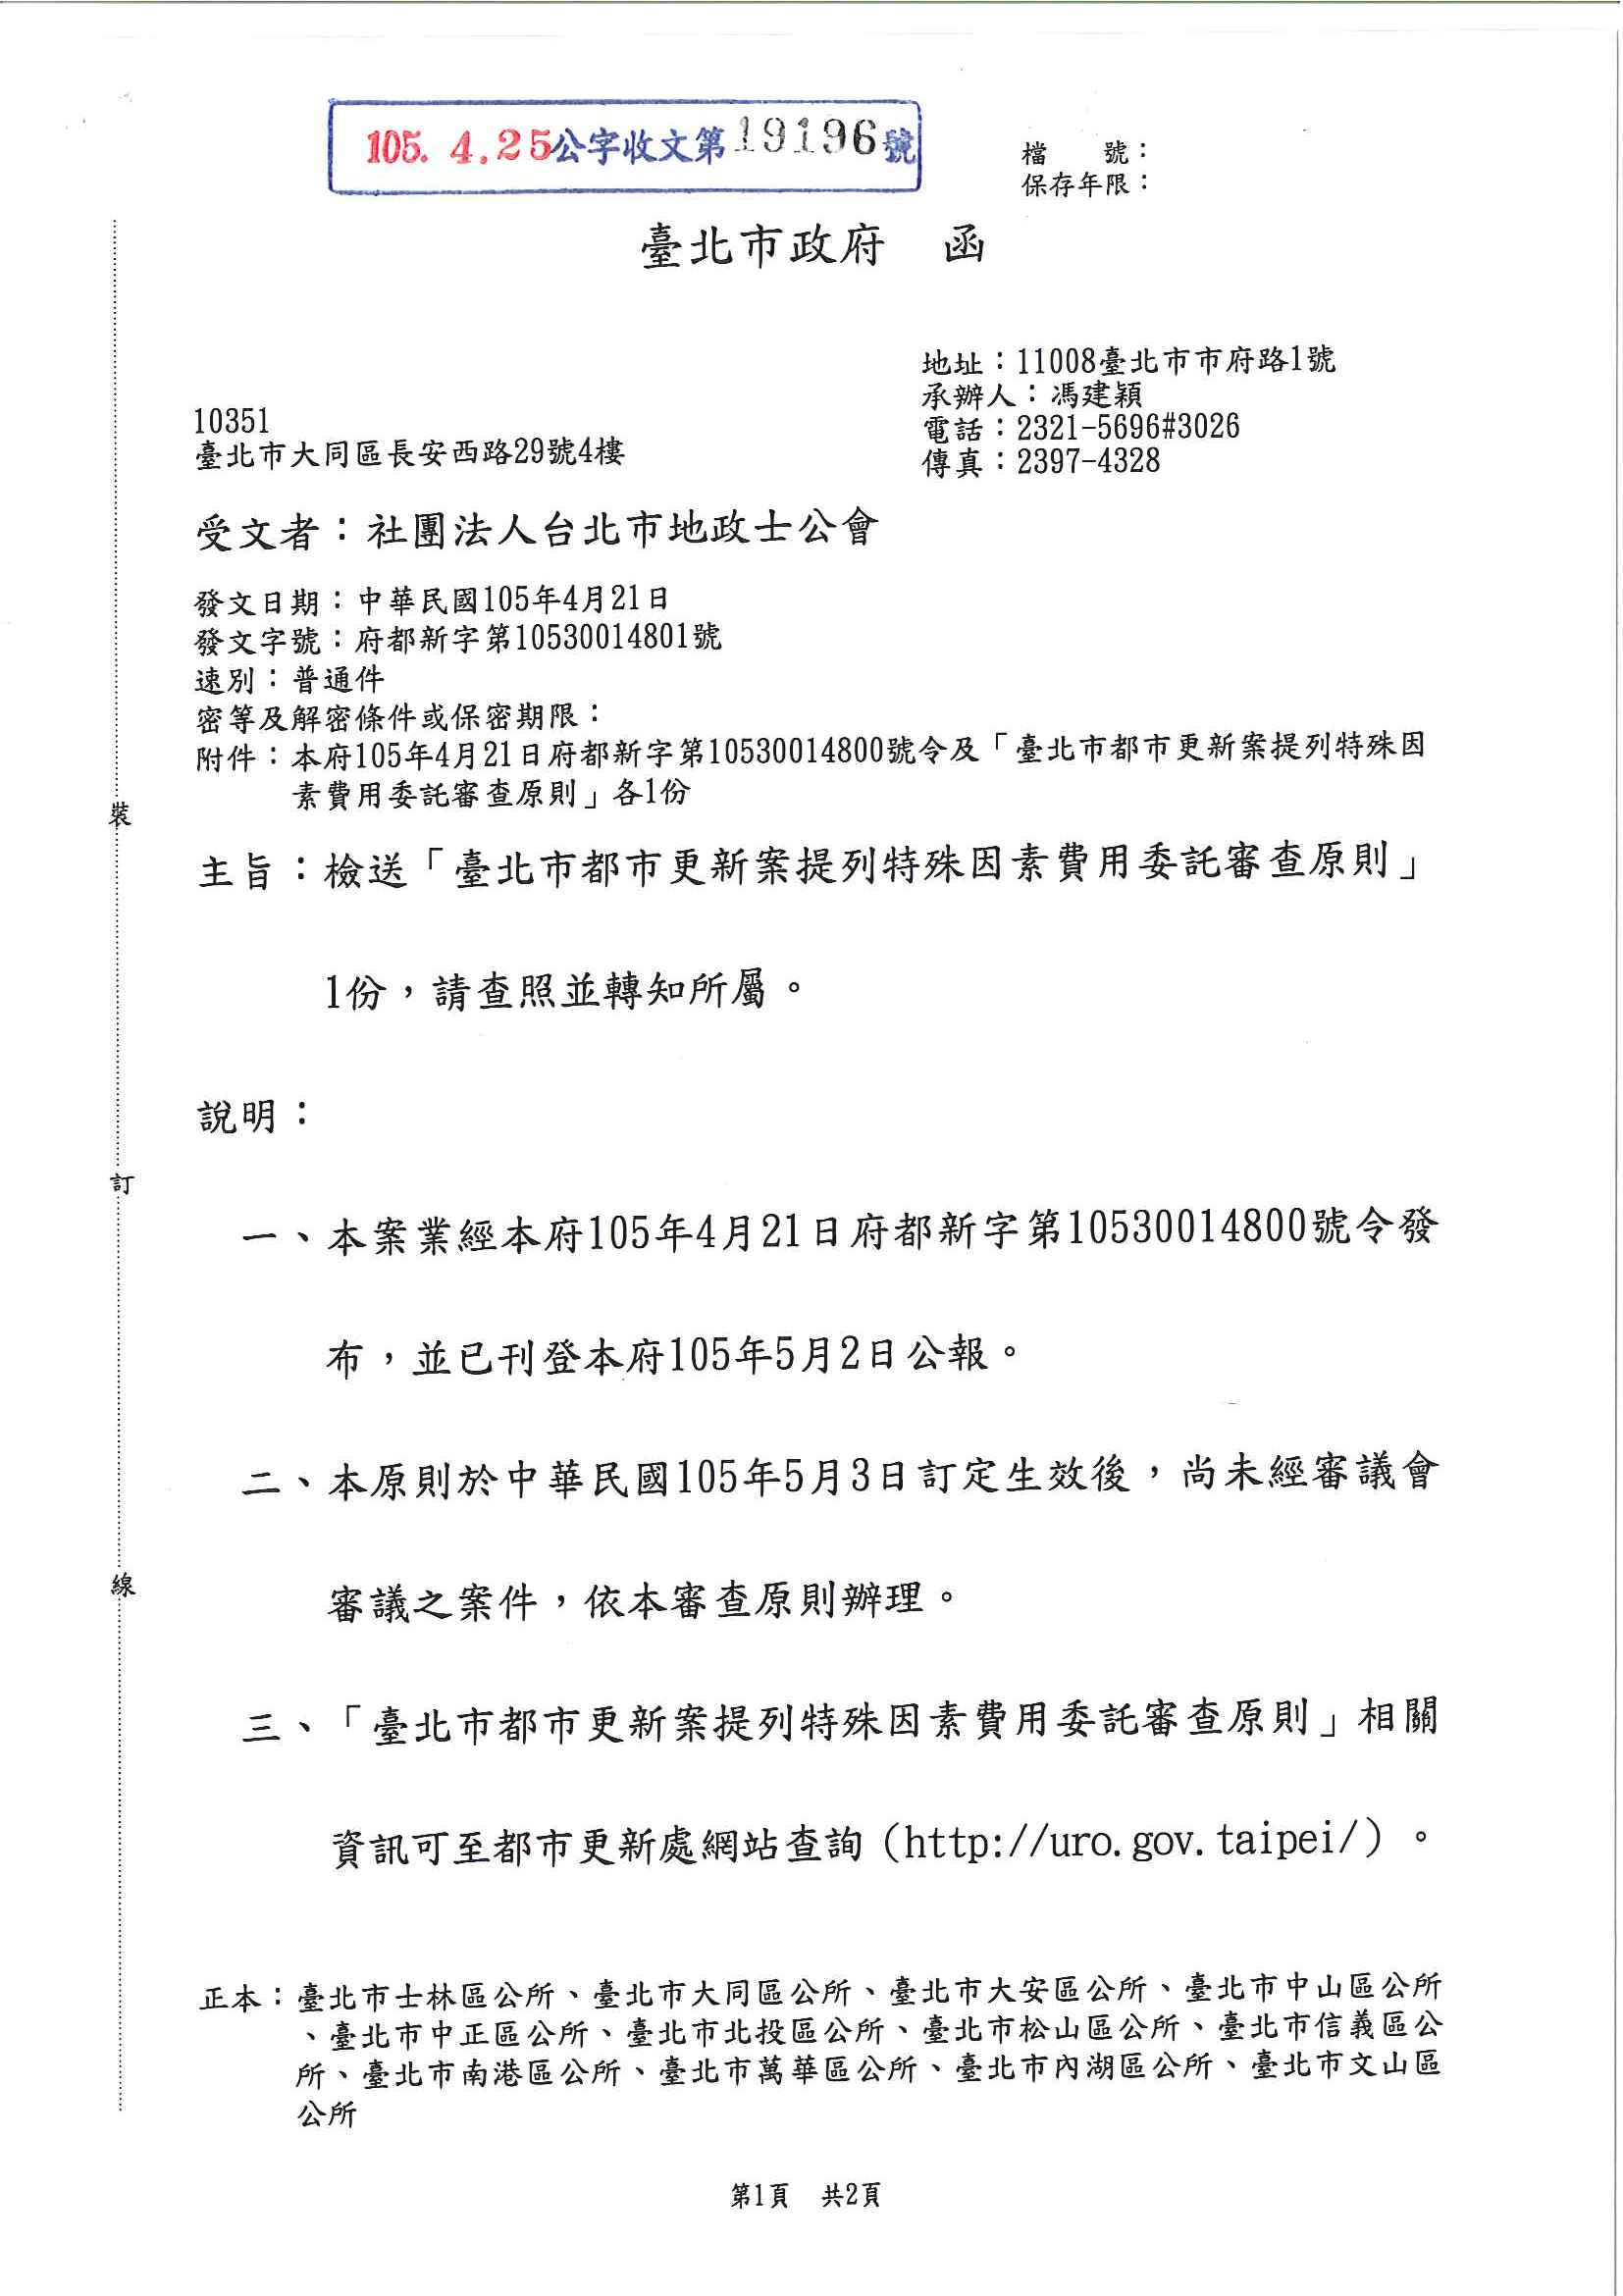 105. 4. 25公字收文第19196號
檔　　號：
保存年限：
臺北市政府　函
地址：11008臺北市市府路1號
承辦人：馮建穎
電話：2321-5696#3026
傳真：2397-4328
10351
臺北市大同區長安西路29號4樓
受文者：社團法人台北市地政士公會
發文日期：中華民國105年4月21日
發文字號：府都新字第10530014801號
速別：普通件
密等及解密條件或保密期限：
附件：本府105年4月21日府都新字第10530014800號令及「臺北市都市更新案提列特殊因
素費用委託審查原則」各1份
主旨：檢送「臺北市都市更新案提列特殊因素費用委託審查原則」
1份，請查照並轉知所屬。
說明：
一、本案業經本府105年4月21日府都新字第10530014800號令發
布，並已刊登本府105年5月2日公報。
二、本原則於中華民國105年5月3日訂定生效後，尚未經審議會
審議之案件，依本審查原則辦理。
三、「臺北市都市更新案提列特殊因素費用委託審查原則」相關
資訊可至都市更新處網站查詢（http://uro.gov.taipei/）。
正本：臺北市士林區公所、臺北市大同區公所、臺北市大安區公所、臺北市中山區公所
、臺北市中正區公所、臺北市北投區公所、臺北市松山區公所、臺北市信義區公
所、臺北市南港區公所、臺北市萬華區公所、臺北市內湖區公所、臺北市文山區
公所
裝
訂
線
第1頁　共2頁